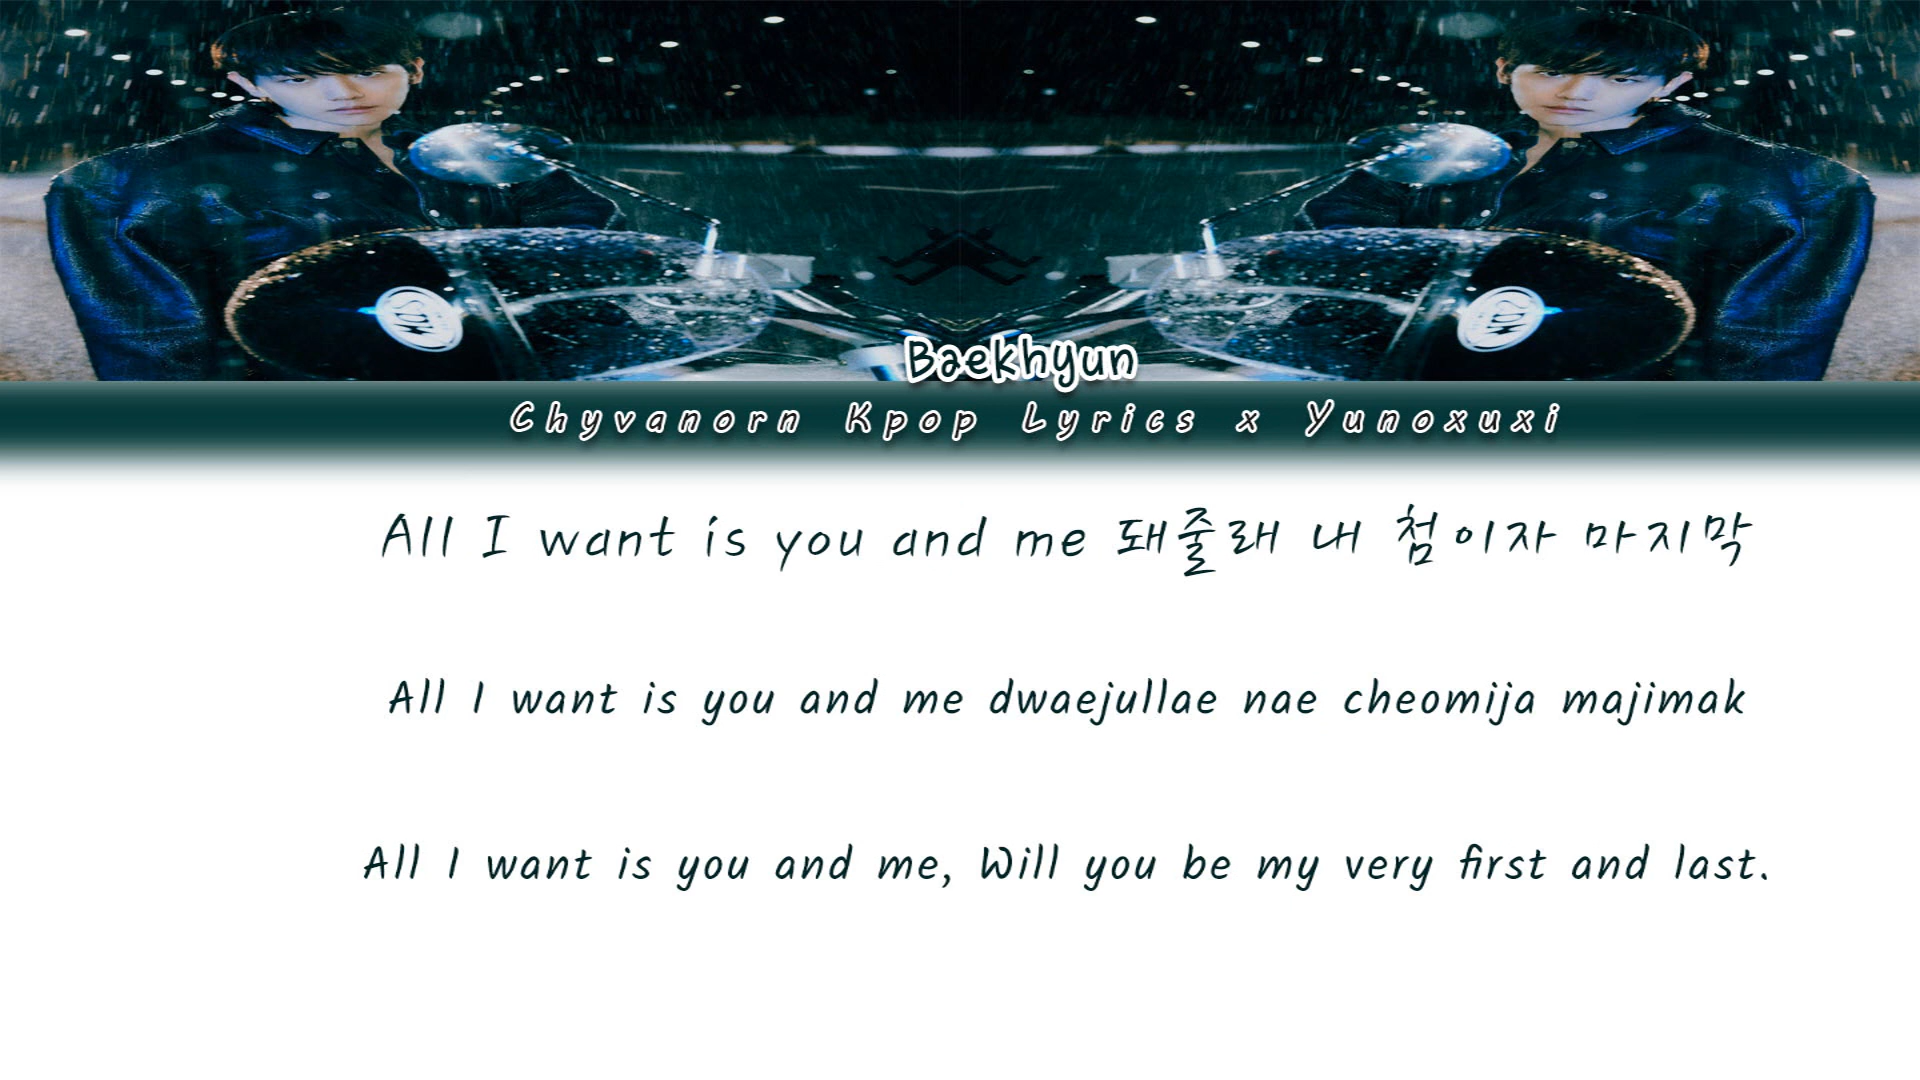 Baekhyun
Chyvanorn Kpop Lyrics x Yunoxuxi
All I want is you and me 돼줄래 내 첨이자 마지막
All I want is you and me dwaejullae nae cheomija majimak
All I want is you and me, Will you be my very first and last.